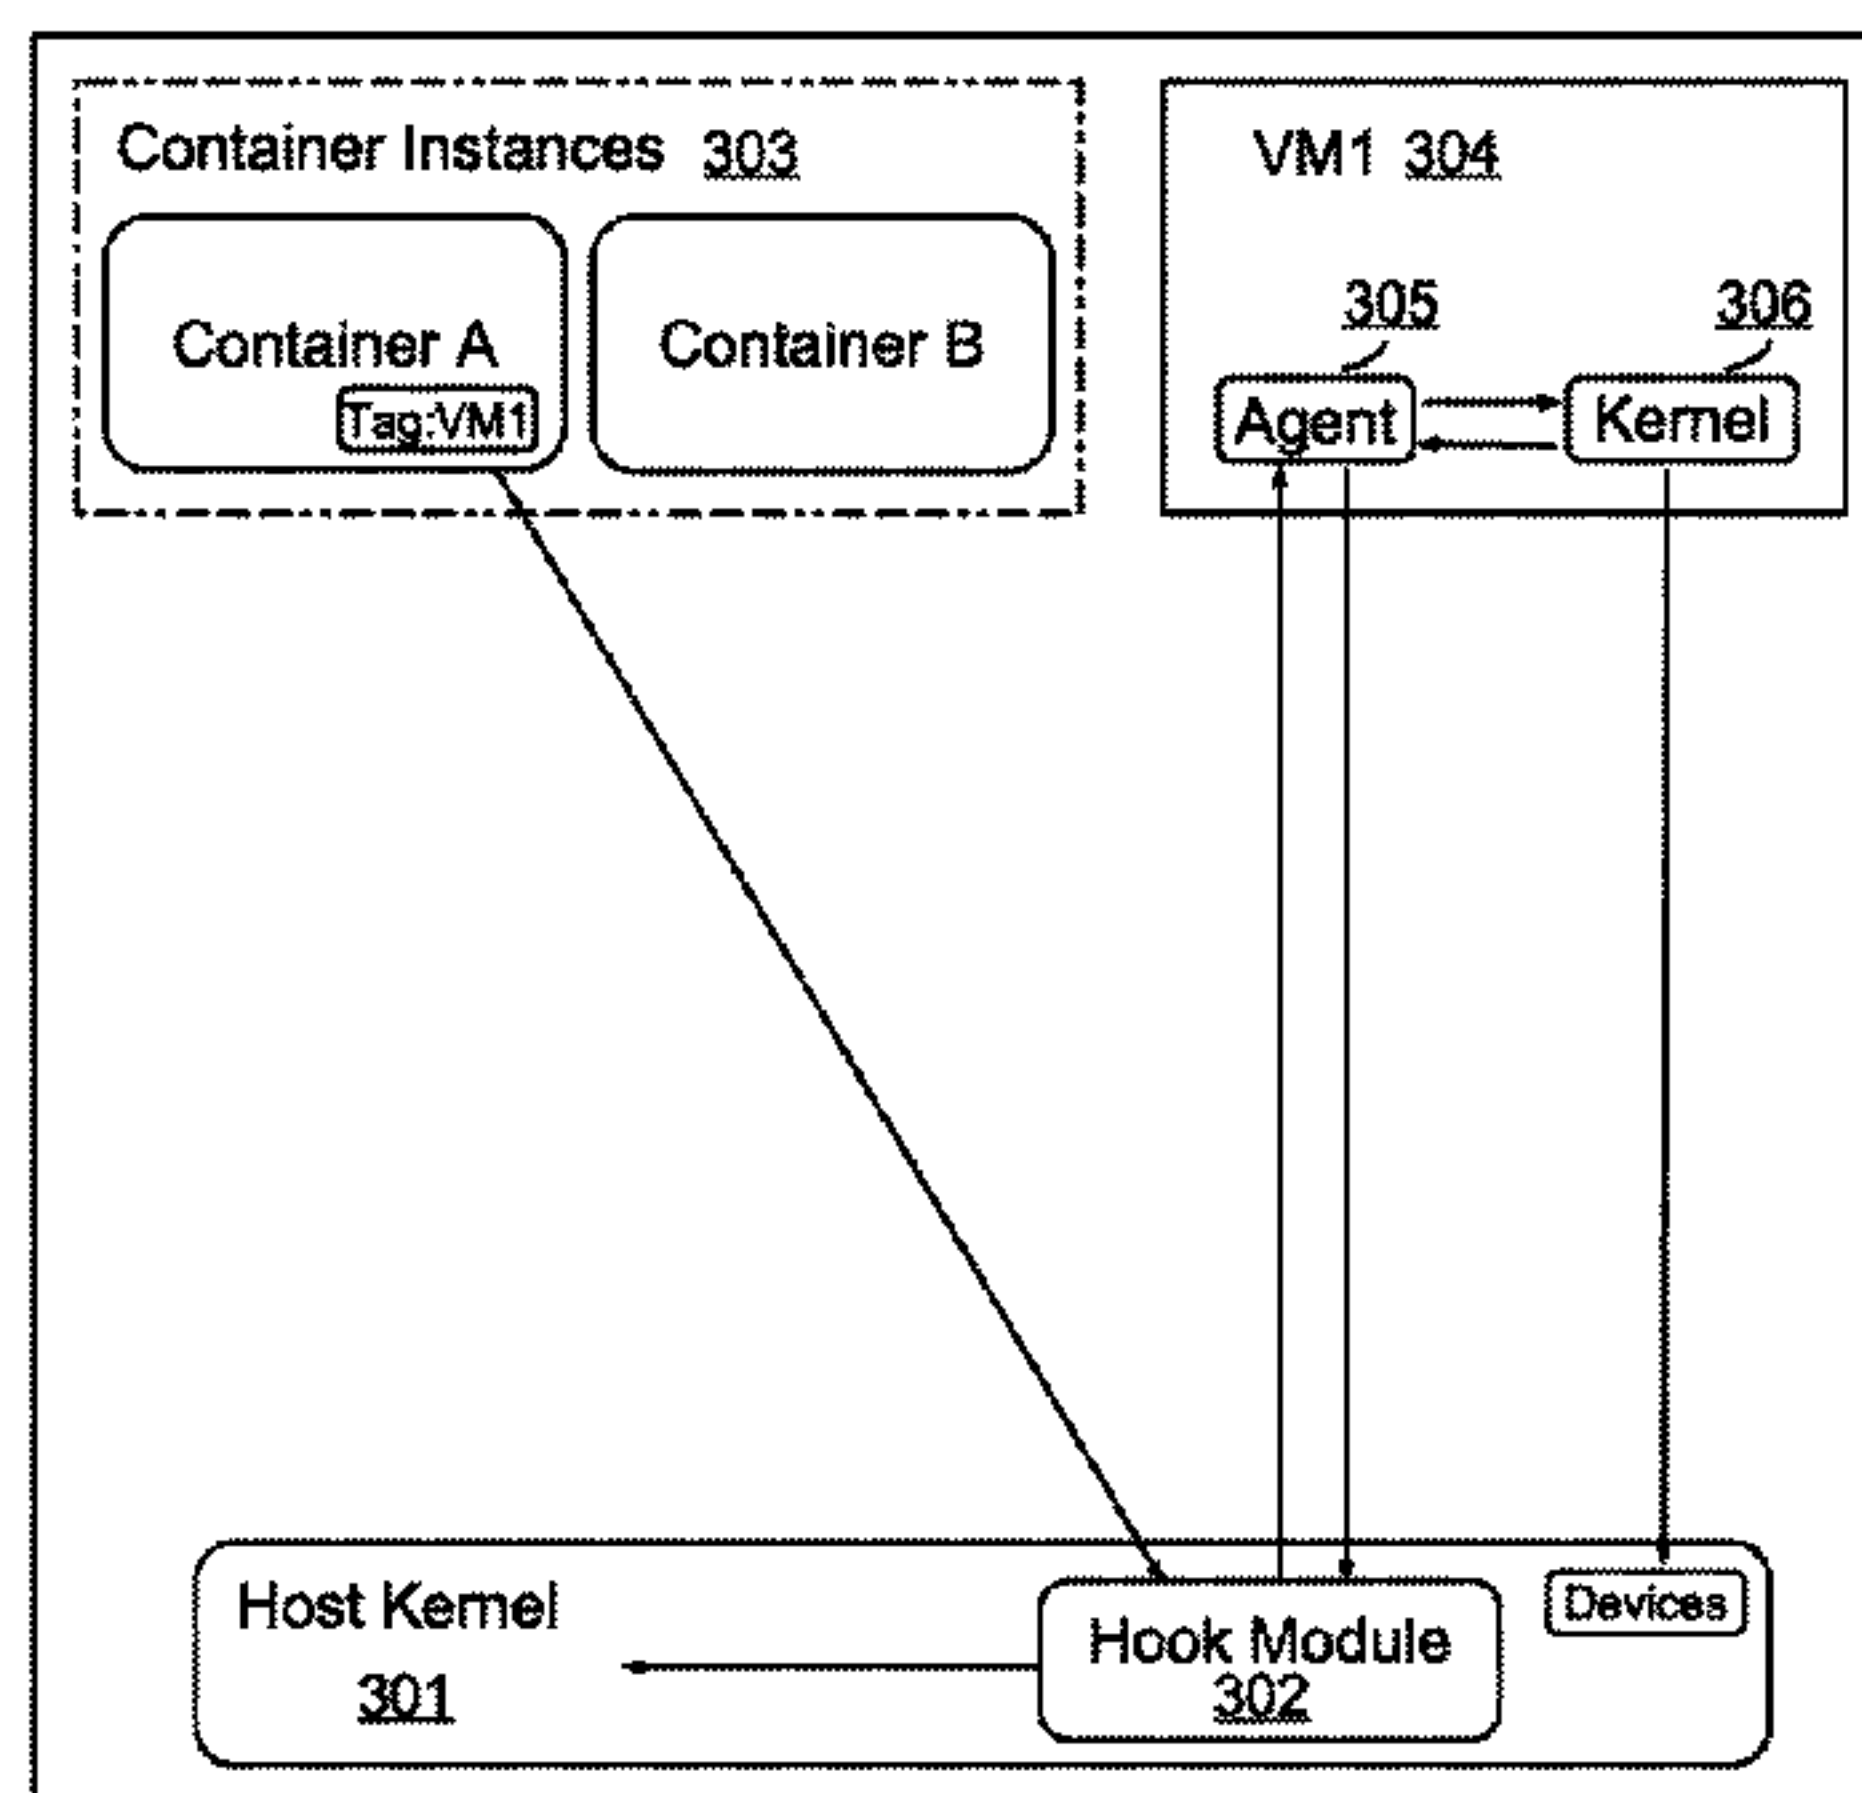 Container Instances 303
Container A
Tag:VM1
Container B
VM1 304
305
306
Agent
Kernel
Host Kernel
301
Hook Module
302
Devices